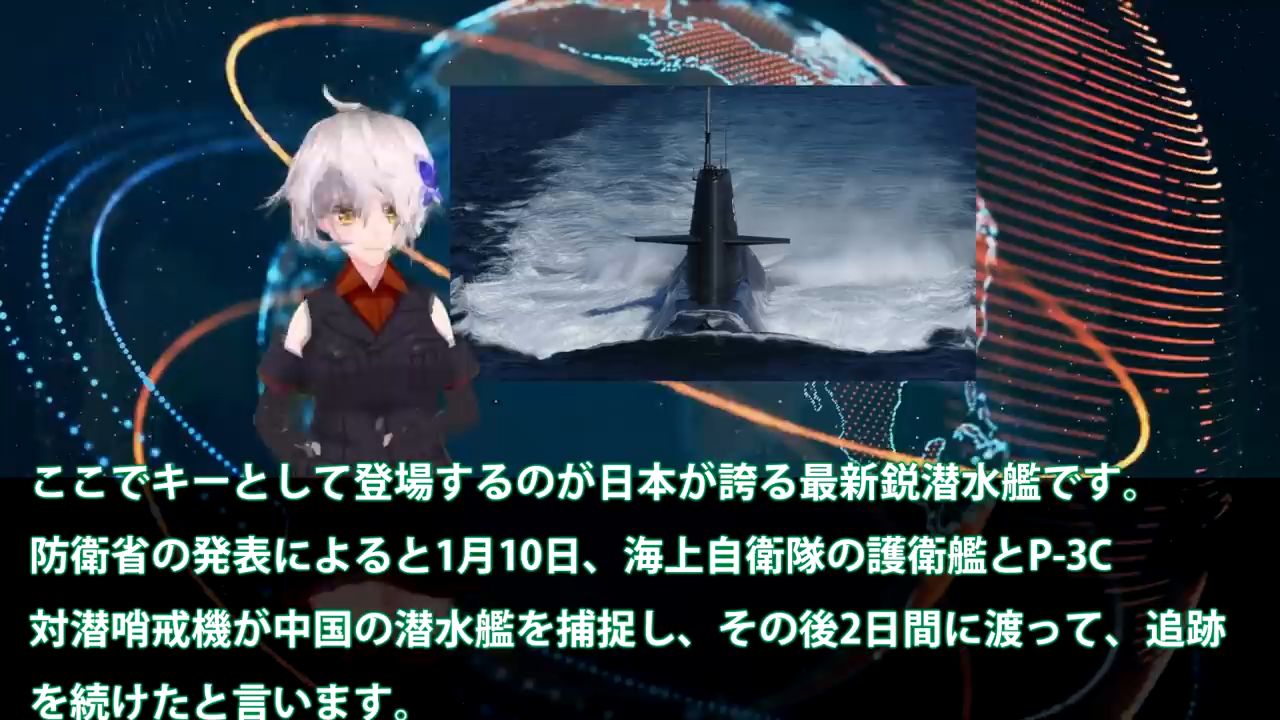 ここでキーとして登場するのが日本が誇る最新鋭潜水艦です。
防衛省の発表によると1月10日、海上自衛隊の護衛艦とP-3C
対潜哨戒機が中国の潜水艦を捕捉し、その後2日間に渡って、追跡
を続けたと言います。